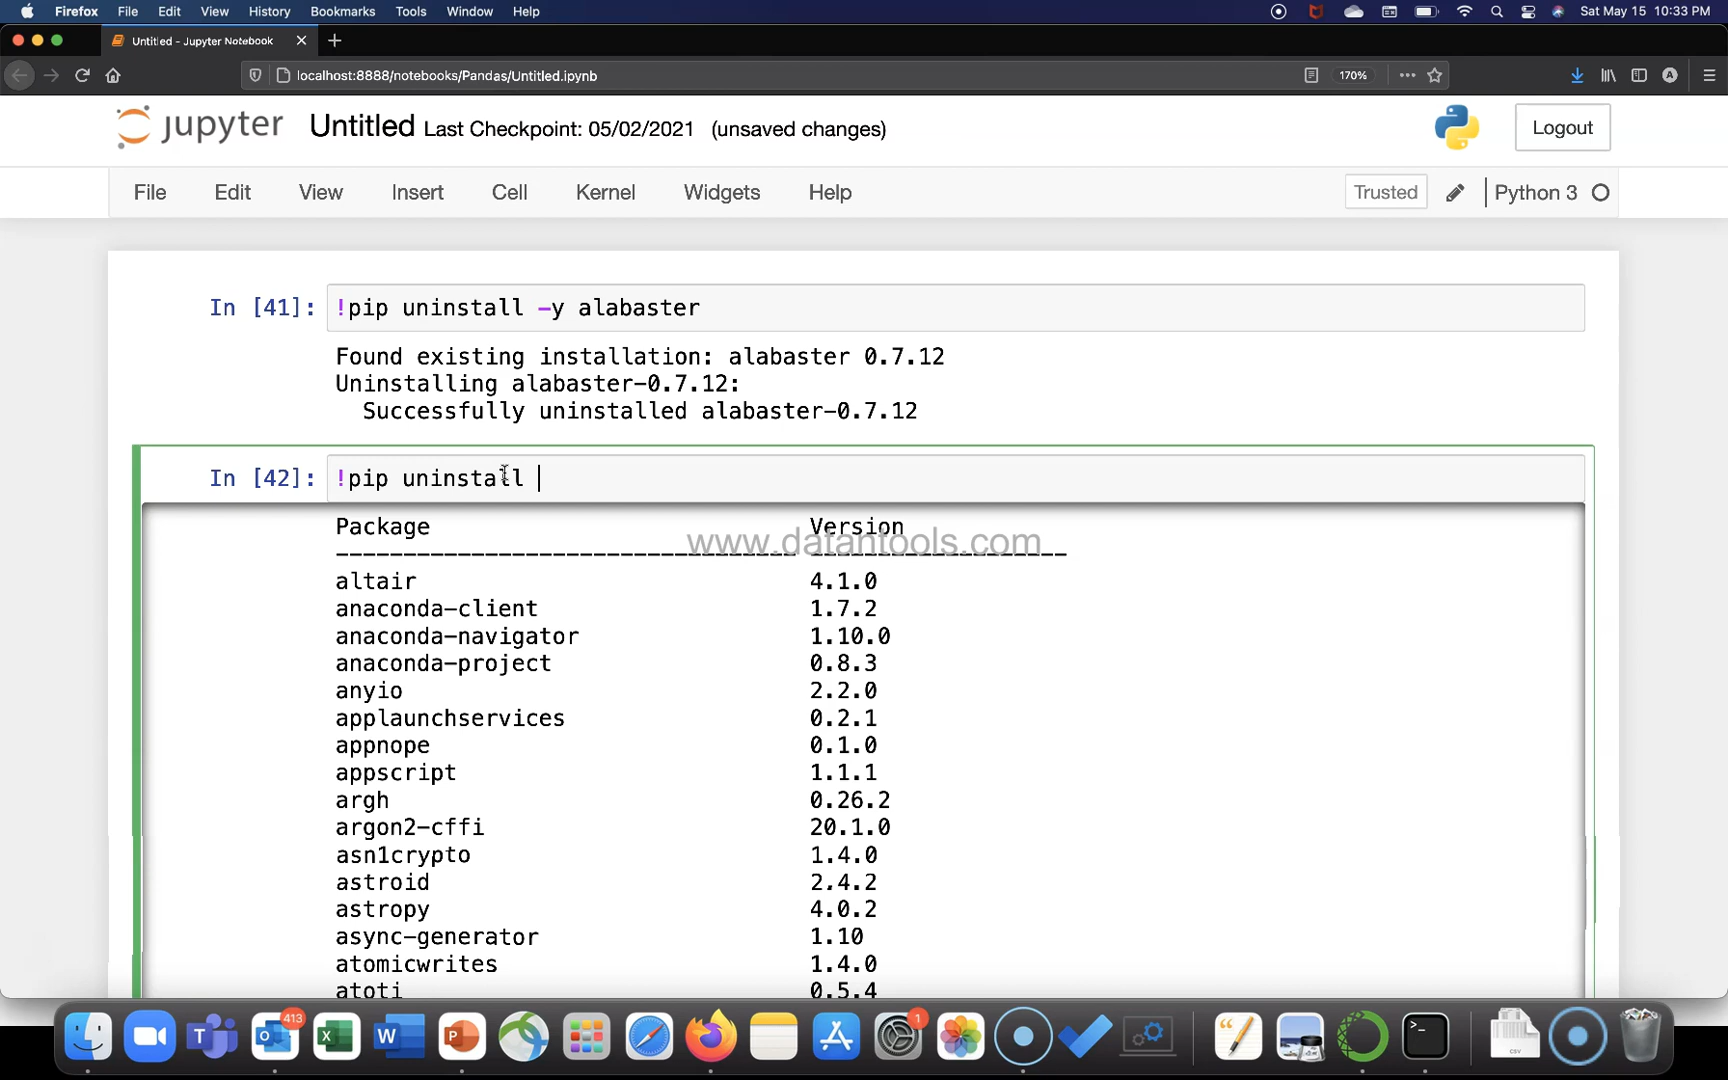 Firefox File Edit View History Bookmarks Tools Window Help Sat May 15 10:33 PM
Untitled - Jupyter Notebook
localhost:8888/notebooks/Pandas/Untitled.ipynb 170% A
jupyter Untitled Last Checkpoint: 05/02/2021 (unsaved changes) Logout
File Edit View Insert Cell Kernel Widgets Help Trusted Python 3
In [41]: !pip uninstall -y alabaster
Found existing installation: alabaster 0.7.12
Uninstalling alabaster-0.7.12:
Successfully uninstalled alabaster-0.7.12
In [42]: !pip uninstall
Package Version
www.datantools.com
altair 4.1.0
anaconda-client 1.7.2
anaconda-navigator 1.10.0
anaconda-project 0.8.3
anyio 2.2.0
applaunchservices 0.2.1
appnope 0.1.0
appscript 1.1.1
argh 0.26.2
argon2-cffi 20.1.0
asn1crypto 1.4.0
astroid 2.4.2
astropy 4.0.2
async-generator 1.10
atomicwrites 1.4.0
atoti 0.5.4
413 1
CSV